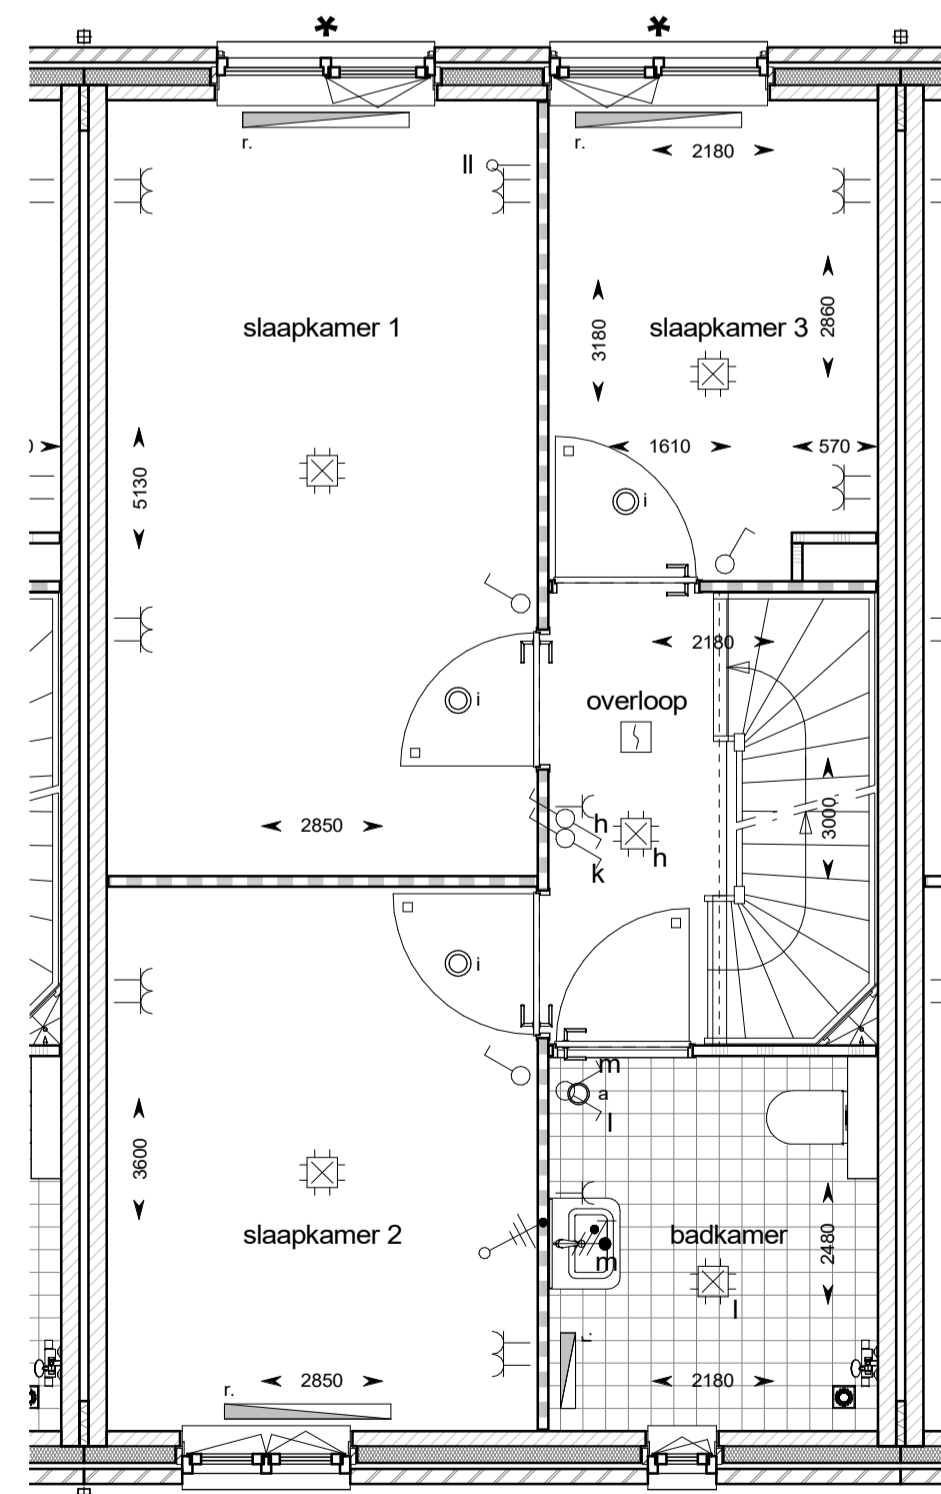 * *
r. r.
2180
ll
slaapkamer 1
slaapkamer 3
3180
2860
1610
570
5130
i
2180
i
overloop
2850
h
h
k
3000
i
m
a
l
3600
slaapkamer 2
badkamer
2480
m
l
r.
r.
2850
2180